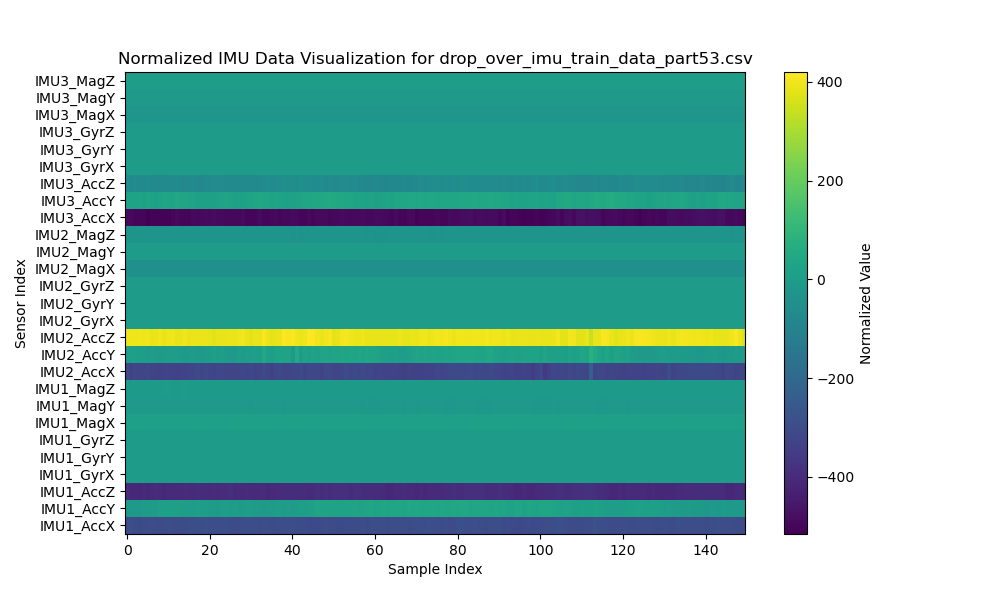 Normalized IMU Data Visualization for drop_over_imu_train_data_part53.csv
IMU3_MagZ
IMU3_MagY
IMU3_MagX
IMU3_GyrZ
IMU3_GyrY
IMU3_GyrX
IMU3_AccZ
IMU3_AccY
IMU3_AccX
IMU2_MagZ
IMU2_MagY
IMU2_MagX
IMU2_GyrZ
IMU2_GyrY
IMU2_GyrX
IMU2_AccZ
IMU2_AccY
IMU2_AccX
IMU1_MagZ
IMU1_MagY
IMU1_MagX
IMU1_GyrZ
IMU1_GyrY
IMU1_GyrX
IMU1_AccZ
IMU1_AccY
IMU1_AccX
Sensor Index
0 20 40 60 80 100 120 140
Sample Index
400
200
0
−200
−400
Normalized Value